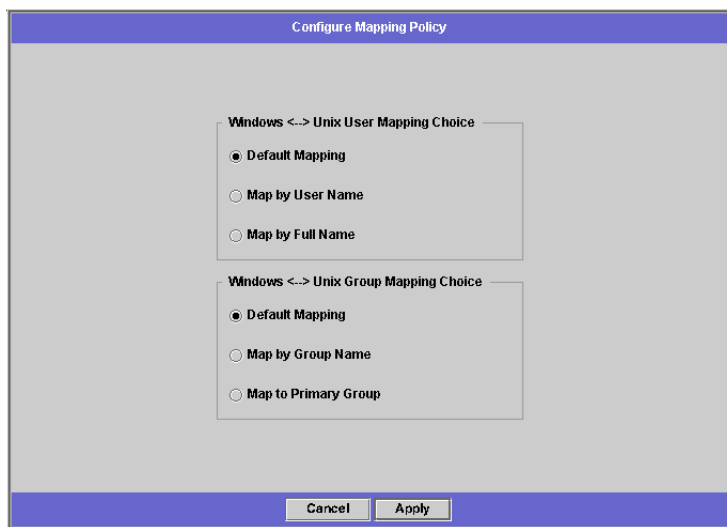 Configure Mapping Policy
Windows <--> Unix User Mapping Choice
Default Mapping
Map by User Name
Map by Full Name
Windows <--> Unix Group Mapping Choice
Default Mapping
Map by Group Name
Map to Primary Group
Cancel Apply